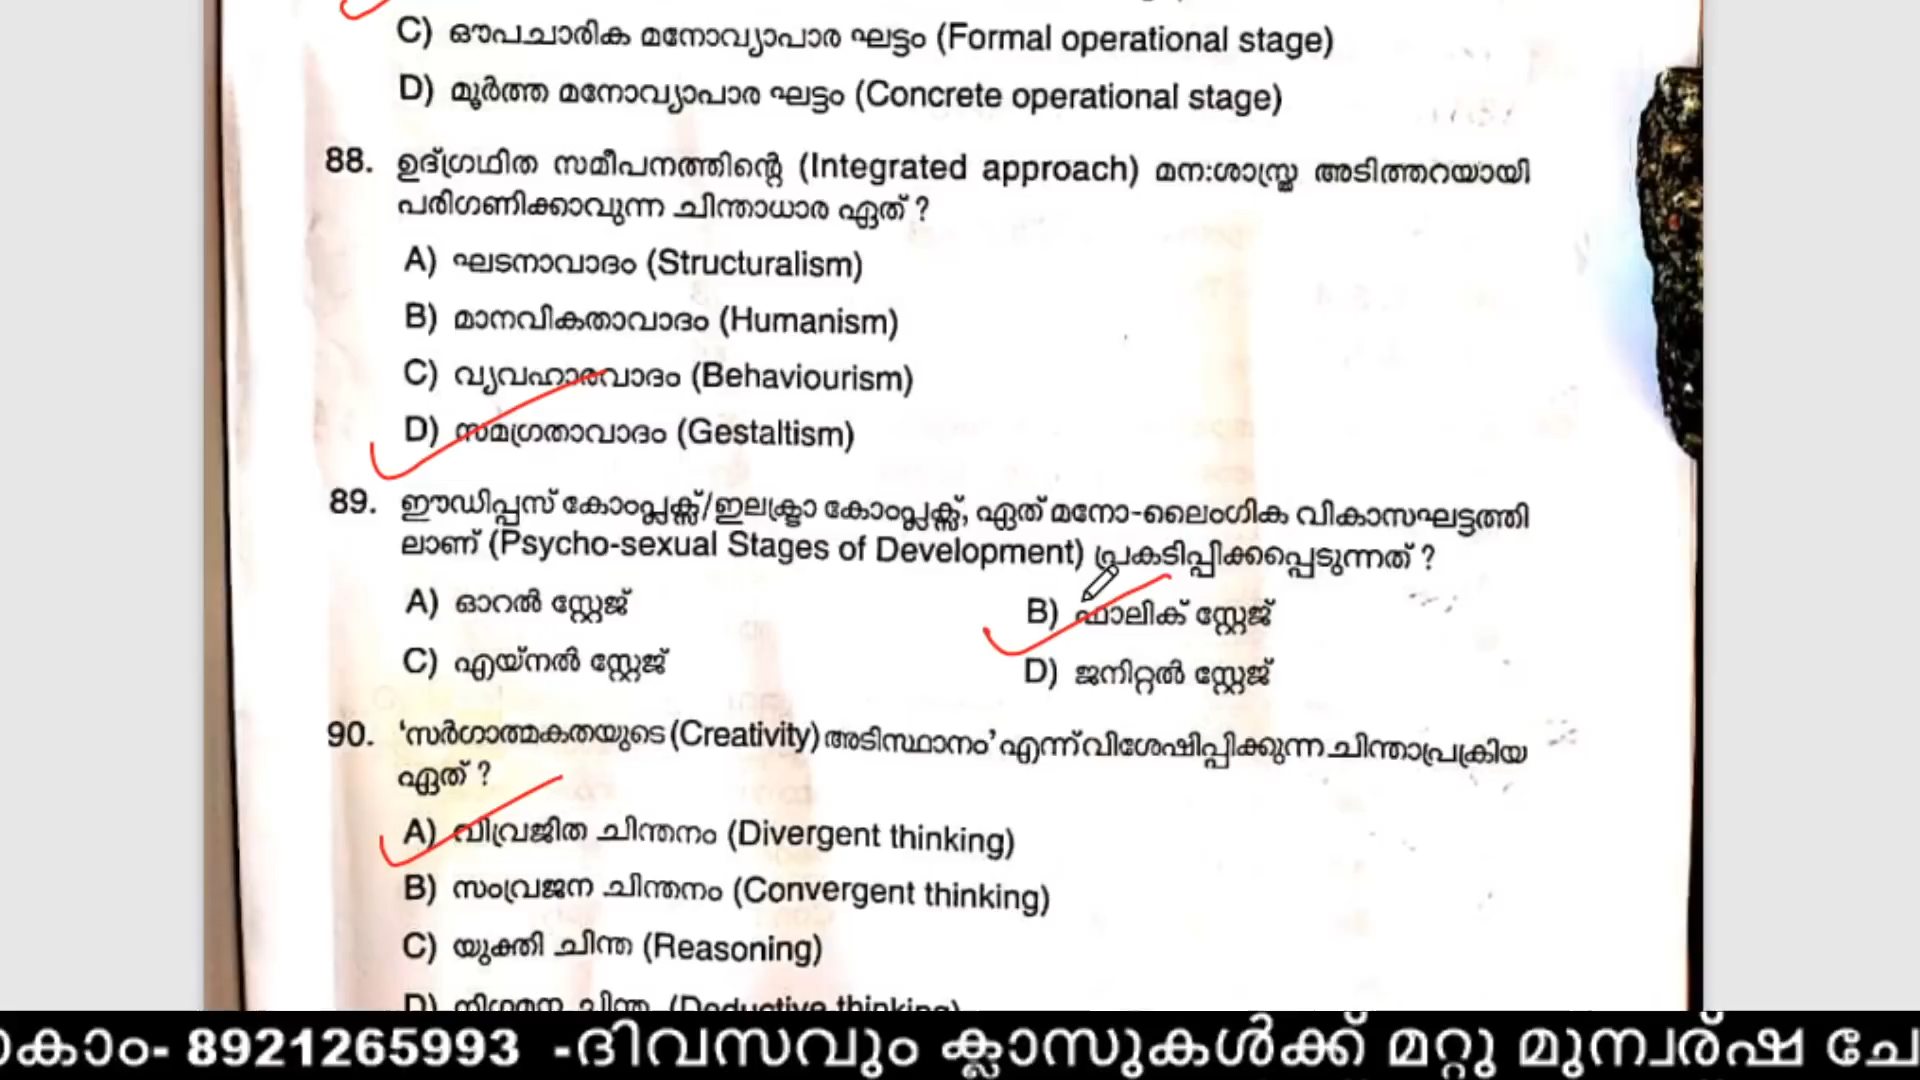 C) ഔപചാരിക മനോവ്യാപാര ഘട്ടം (Formal operational stage)
D) മൂർത്ത മനോവ്യാപാര ഘട്ടം (Concrete operational stage)
88. ഉദ്ഗ്രഥിത സമീപനത്തിന്റെ (Integrated approach) മനഃശാസ്ത്ര അടിത്തറയായി
പരിഗണിക്കാവുന്ന ചിന്താധാര ഏത് ?
A) ഘടനാവാദം (Structuralism)
B) മാനവികതാവാദം (Humanism)
C) വ്യവഹാരവാദം (Behaviourism)
D) സമഗ്രതാവാദം (Gestaltism)
89. ഈഡിപ്പസ് കോംപ്ലക്സ്/ഇലക്ട്രാ കോംപ്ലക്സ്, ഏത് മനോ-ലൈംഗിക വികാസഘട്ടത്തി
ലാണ് (Psycho-sexual Stages of Development) പ്രകടിപ്പിക്കപ്പെടുന്നത് ?
A) ഓറൽ സ്റ്റേജ് B) ഫാലിക് സ്റ്റേജ്
C) എയ്നൽ സ്റ്റേജ് D) ജനിറ്റൽ സ്റ്റേജ്
90. ‘സർഗാത്മകതയുടെ (Creativity) അടിസ്ഥാനം’ എന്ന് വിശേഷിപ്പിക്കുന്ന ചിന്താപ്രക്രിയ
ഏത് ?
A) വിവ്രജിത ചിന്തനം (Divergent thinking)
B) സംവ്രജന ചിന്തനം (Convergent thinking)
C) യുക്തി ചിന്ത (Reasoning)
D) നിഗമന ചിന്ത (Deductive thinking)
കാം- 8921265993 -ദിവസവും ക്ലാസുകൾക്ക് മറ്റു മുന്വര്ഷ ചേ